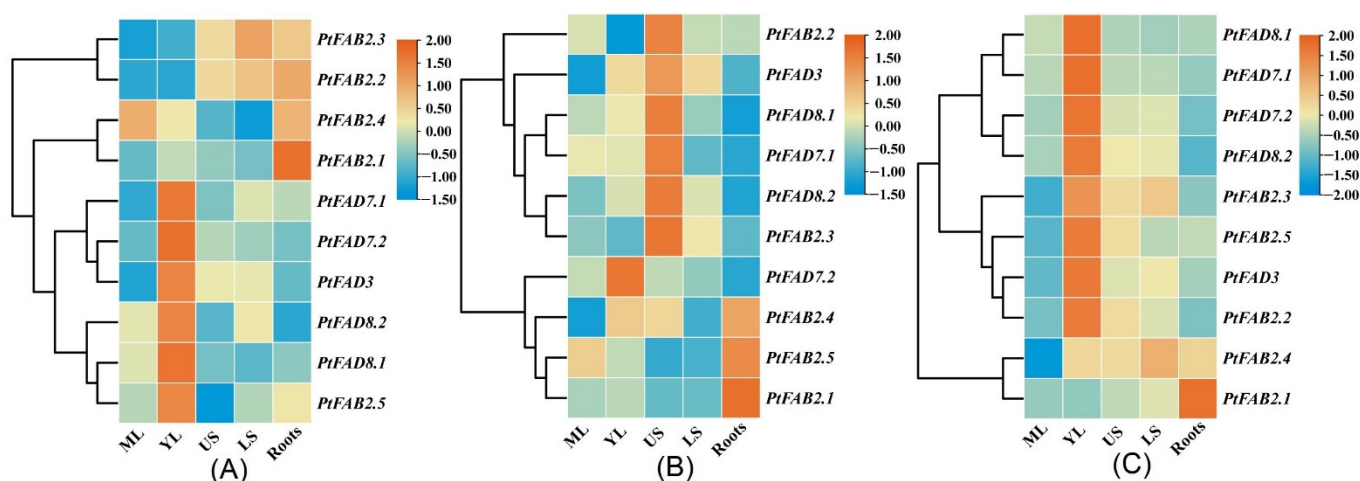 PtFAB2.3
PtFAB2.2
PtFAB2.4
PtFAB2.1
PtFAD7.1
PtFAD7.2
PtFAD3
PtFAD8.2
PtFAD8.1
PtFAB2.5
2.00
1.50
1.00
0.50
0.00
−0.50
−1.00
−1.50
ML YL US LS Roots
(A)
PtFAB2.2
PtFAD3
PtFAD8.1
PtFAD7.1
PtFAD8.2
PtFAB2.3
PtFAD7.2
PtFAB2.4
PtFAB2.5
PtFAB2.1
2.00
1.50
1.00
0.50
0.00
−0.50
−1.00
−1.50
ML YL US LS Roots
(B)
PtFAD8.1
PtFAD7.1
PtFAD7.2
PtFAD8.2
PtFAB2.3
PtFAB2.5
PtFAD3
PtFAB2.2
PtFAB2.4
PtFAB2.1
2.00
1.50
1.00
0.50
0.00
−0.50
−1.00
−1.50
−2.00
ML YL US LS Roots
(C)